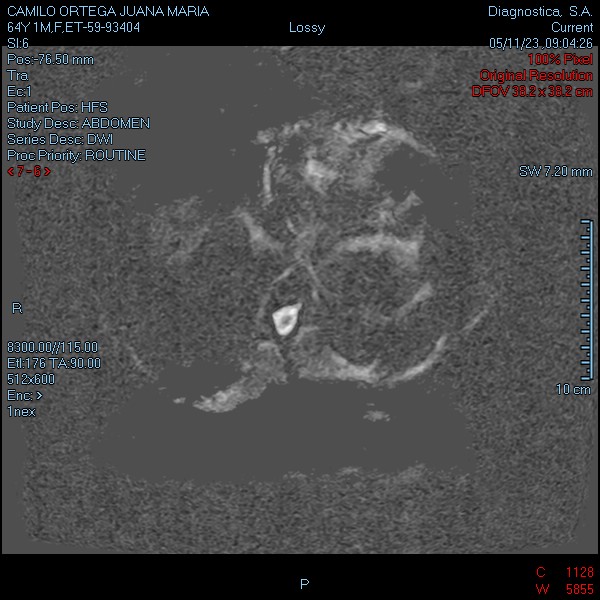 CAMILO ORTEGA JUANA MARIA
64Y 1M,F,ET-59-93404
Sl:6
Pos:-76.50 mm
Tra
Ec:1
Patient Pos: HFS
Study Desc: ABDOMEN
Series Desc: DWI
Proc Priority: ROUTINE
< 7 - 6 >
Lossy
Diagnostica, S.A.
Current
05/11/23 ,09:04:26
100% Pixel
Original Resolution
DFOV 38.2 x 38.2 cm
SW 7.20 mm
R
8300.00//115.00
Etl:176 TA:90.00
512x600
Enc: >
1nex
10 cm
P
C 1128
W 5855